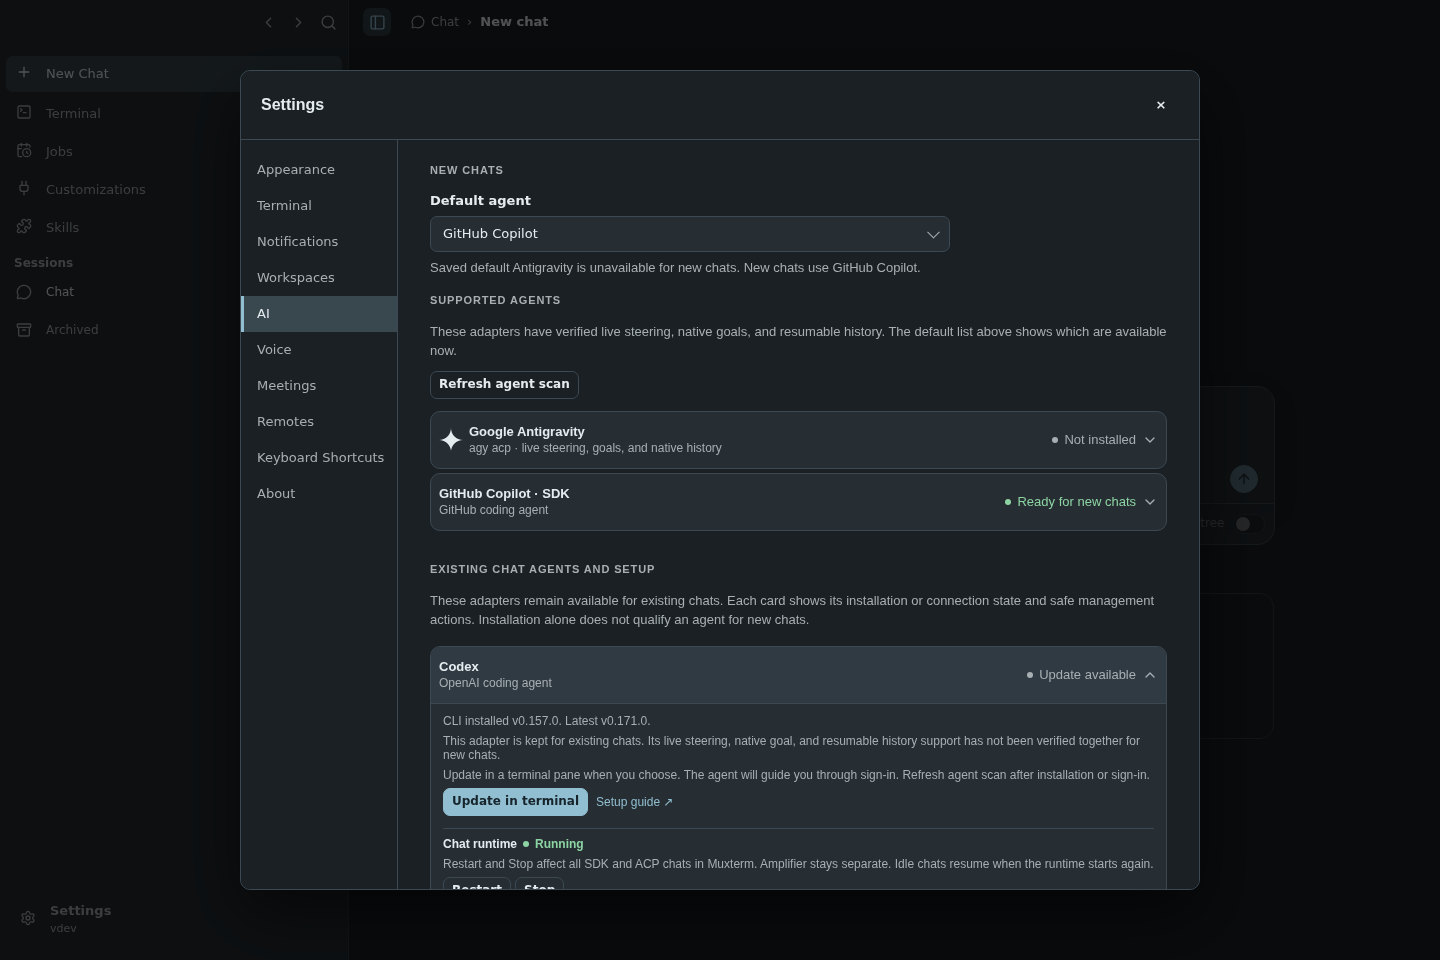 Chat › New chat
New Chat
Terminal
Jobs
Customizations
Skills
Sessions
Chat
Archived
Settings
vdev
Settings
×
Appearance
Terminal
Notifications
Workspaces
AI
Voice
Meetings
Remotes
Keyboard Shortcuts
About
NEW CHATS
Default agent
GitHub Copilot
Saved default Antigravity is unavailable for new chats. New chats use GitHub Copilot.
SUPPORTED AGENTS
These adapters have verified live steering, native goals, and resumable history. The default list above shows which are available
now.
Refresh agent scan
Google Antigravity
agy acp · live steering, goals, and native history
Not installed
GitHub Copilot · SDK
GitHub coding agent
Ready for new chats
EXISTING CHAT AGENTS AND SETUP
These adapters remain available for existing chats. Each card shows its installation or connection state and safe management
actions. Installation alone does not qualify an agent for new chats.
Codex
OpenAI coding agent
Update available
CLI installed v0.157.0. Latest v0.171.0.
This adapter is kept for existing chats. Its live steering, native goal, and resumable history support has not been verified together for
new chats.
Update in a terminal pane when you choose. The agent will guide you through sign-in. Refresh agent scan after installation or sign-in.
Update in terminal Setup guide ↗
Chat runtime Running
Restart and Stop affect all SDK and ACP chats in Muxterm. Amplifier stays separate. Idle chats resume when the runtime starts again.
Restart Stop
tree